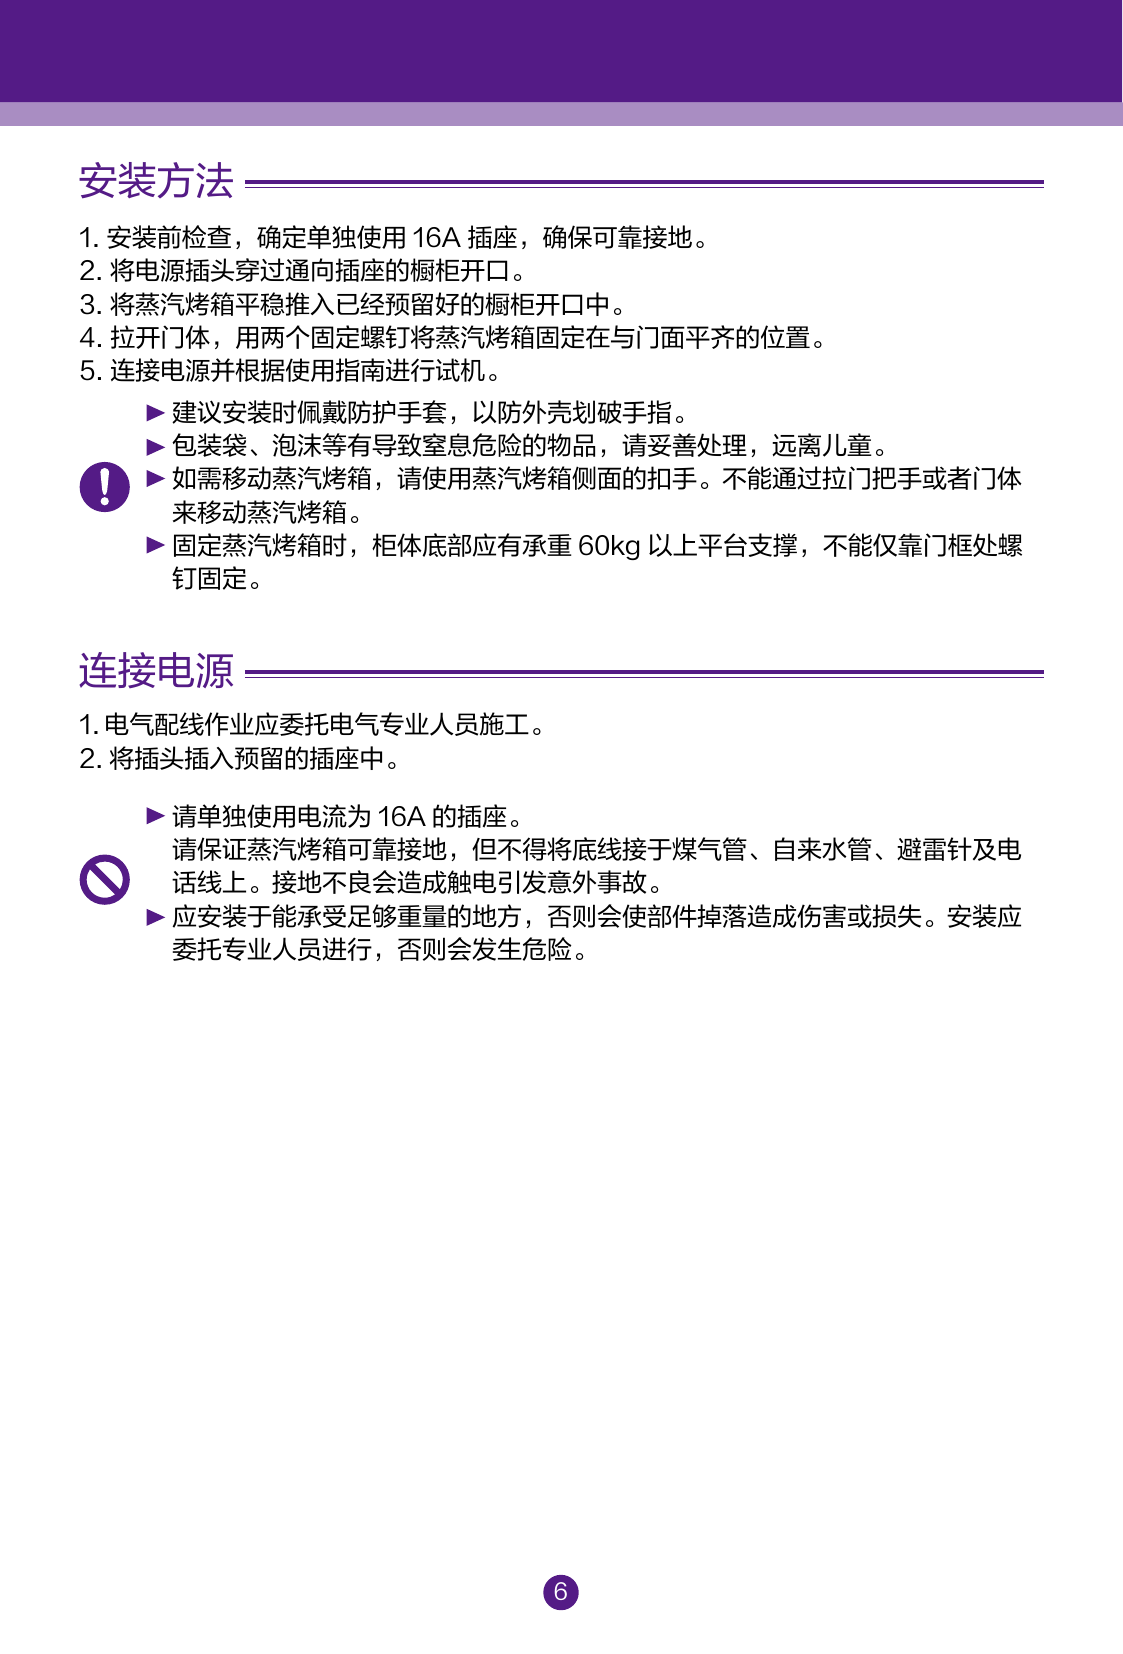 安装方法
1. 安装前检查，确定单独使用 16A 插座，确保可靠接地。
2. 将电源插头穿过通向插座的橱柜开口。
3. 将蒸汽烤箱平稳推入已经预留好的橱柜开口中。
4. 拉开门体，用两个固定螺钉将蒸汽烤箱固定在与门面平齐的位置。
5. 连接电源并根据使用指南进行试机。
▶ 建议安装时佩戴防护手套，以防外壳划破手指。
▶ 包装袋、泡沫等有导致窒息危险的物品，请妥善处理，远离儿童。
▶ 如需移动蒸汽烤箱，请使用蒸汽烤箱侧面的扣手。不能通过拉门把手或者门体
来移动蒸汽烤箱。
▶ 固定蒸汽烤箱时，柜体底部应有承重 60kg 以上平台支撑，不能仅靠门框处螺
钉固定。
连接电源
1. 电气配线作业应委托电气专业人员施工。
2. 将插头插入预留的插座中。
▶ 请单独使用电流为 16A 的插座。
请保证蒸汽烤箱可靠接地，但不得将底线接于煤气管、自来水管、避雷针及电
话线上。接地不良会造成触电引发意外事故。
▶ 应安装于能承受足够重量的地方，否则会使部件掉落造成伤害或损失。安装应
委托专业人员进行，否则会发生危险。
6